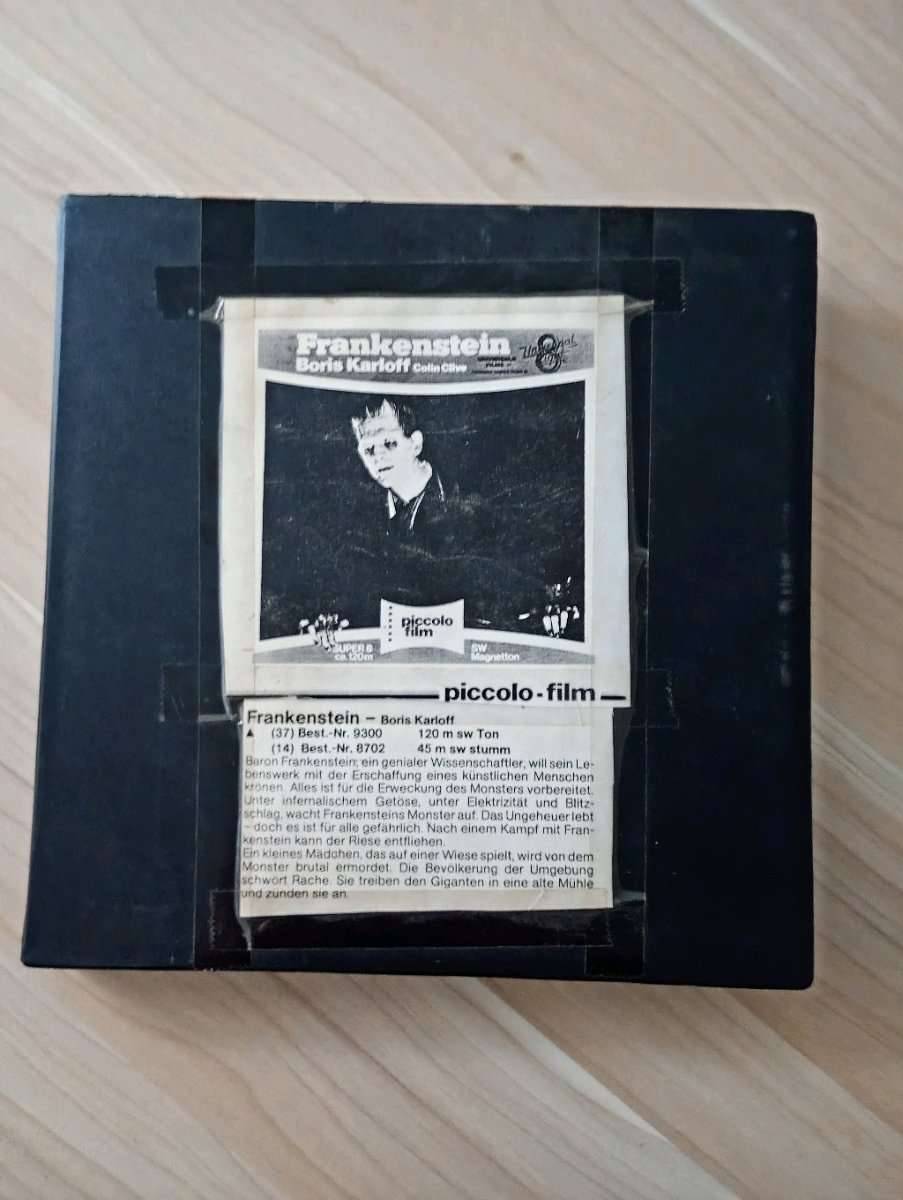 Frankenstein
Boris Karloff Colin Clive
Universal 8
UNIVERSAL 8
FILMS
SUPER 8
ca. 120m
piccolo
film
SW
Magnetton
piccolo-film
Frankenstein – Boris Karloff
▲ (37) Best.-Nr. 9300 120 m sw Ton
(14) Best.-Nr. 8702 45 m sw stumm
Baron Frankenstein, ein genialer Wissenschaftler, will sein Le-
benswerk mit der Erschaffung eines künstlichen Menschen
krönen. Alles ist für die Erweckung des Monsters vorbereitet.
Unter infernalischem Getöse, unter Elektrizität und Blitz-
schlag, wacht Frankensteins Monster auf. Das Ungeheuer lebt
– doch es ist für alle gefährlich. Nach einem Kampf mit Fran-
kenstein kann der Riese entfliehen.
Ein kleines Mädchen, das auf einer Wiese spielt, wird von dem
Monster brutal ermordet. Die Bevölkerung der Umgebung
schwört Rache. Sie treiben den Giganten in eine alte Mühle
und zünden sie an.